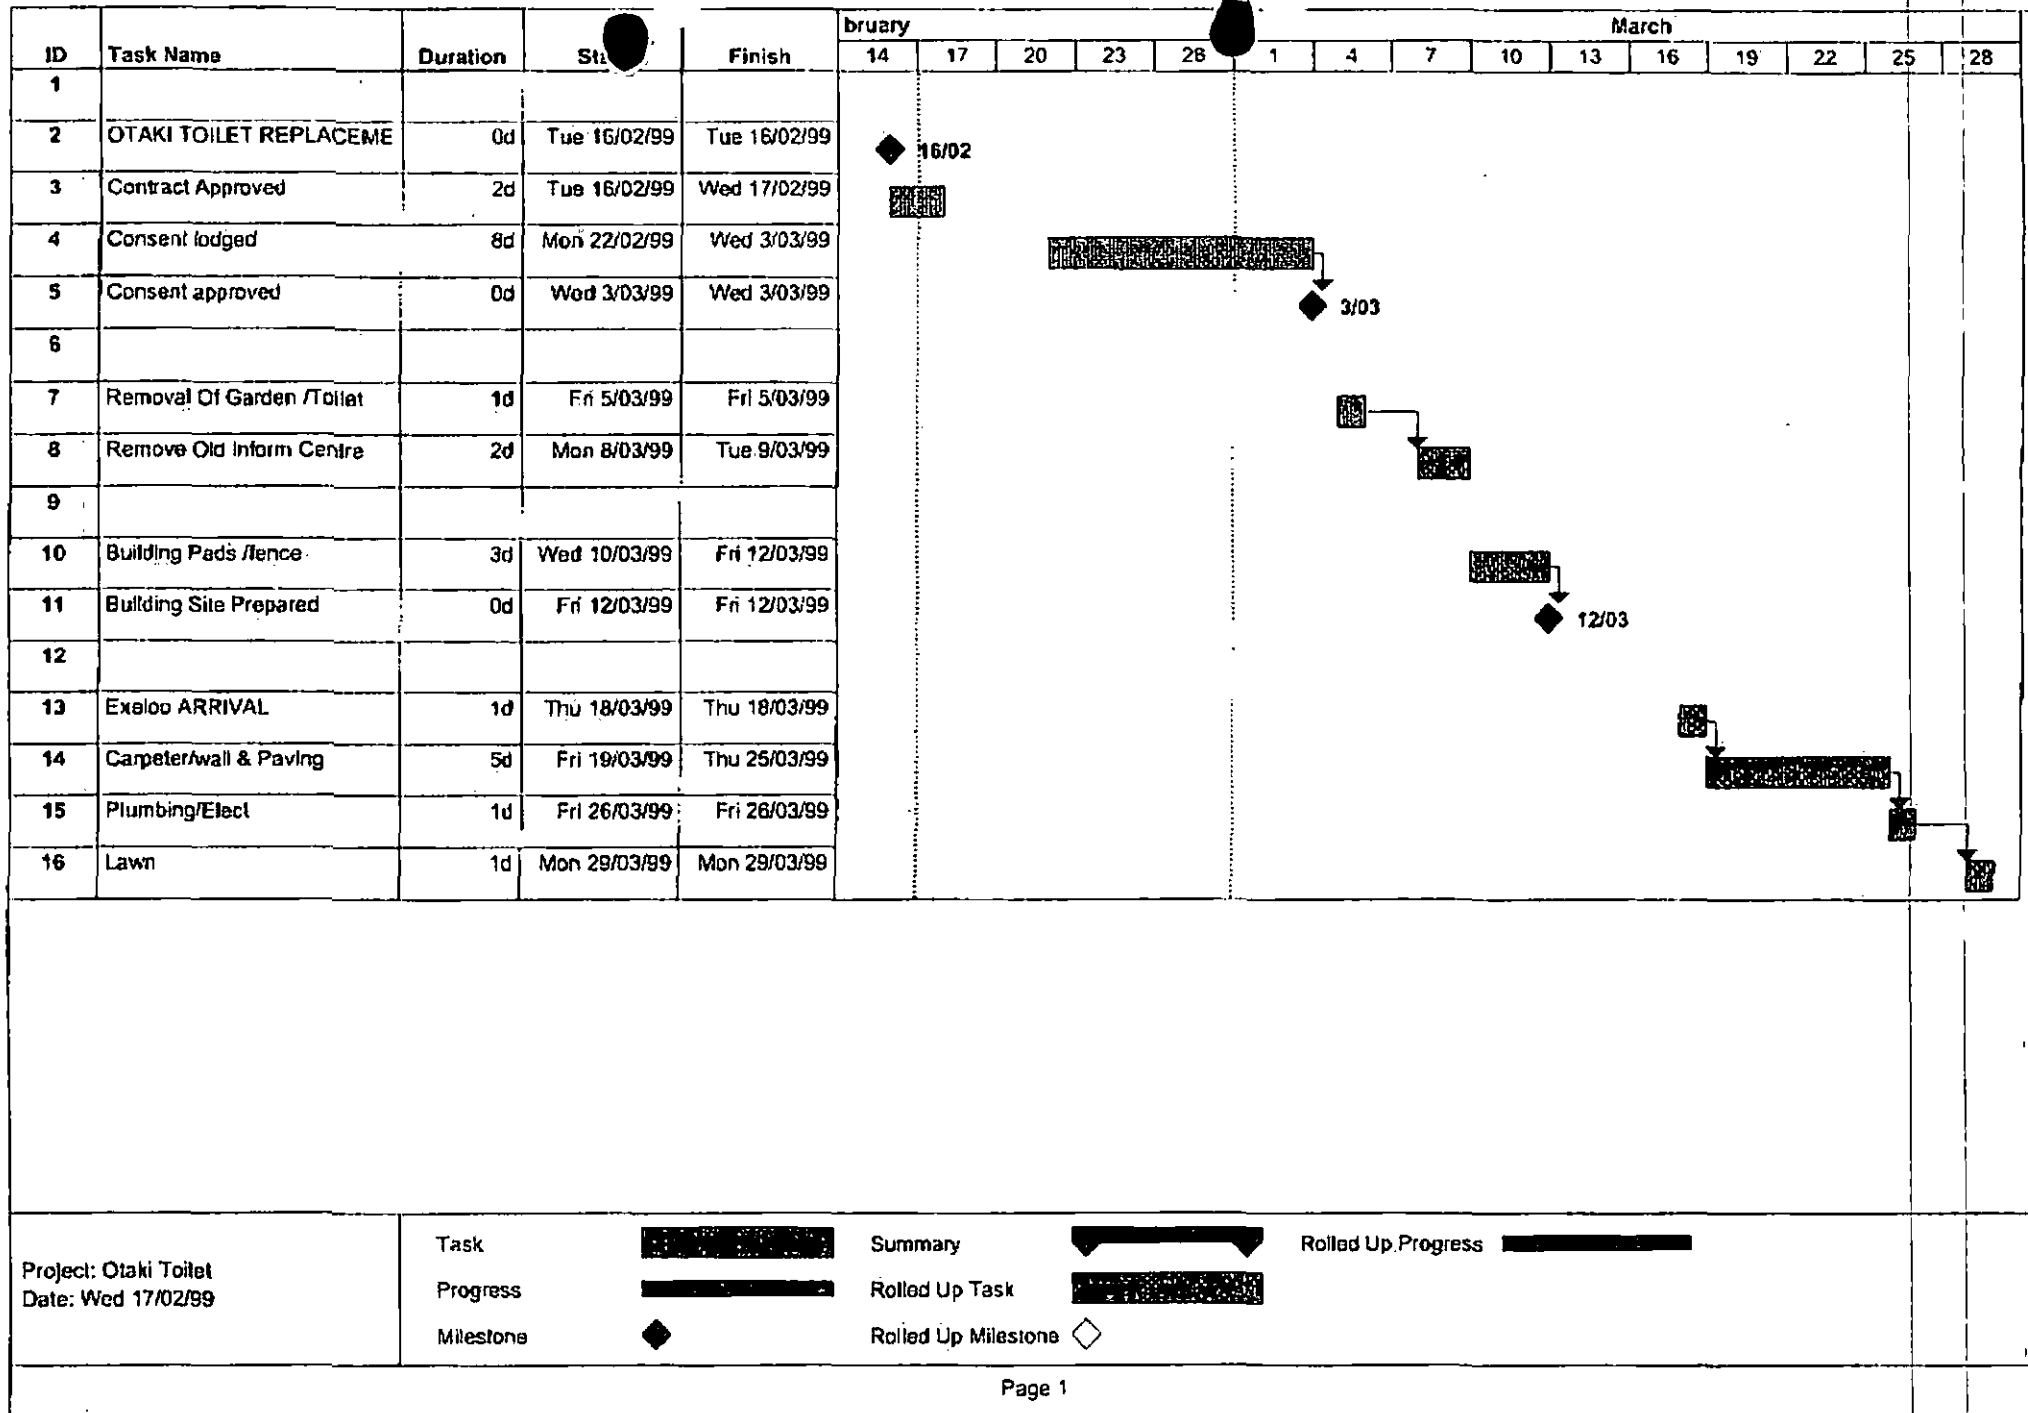 bruary March
ID Task Name Duration Sta Finish 14 17 20 23 26 1 4 7 10 13 16 19 22 25 28
1
2 OTAKI TOILET REPLACEME 0d Tue 16/02/99 Tue 16/02/99 16/02
3 Contract Approved 2d Tue 16/02/99 Wed 17/02/99
4 Consent lodged 8d Mon 22/02/99 Wed 3/03/99
5 Consent approved 0d Wed 3/03/99 Wed 3/03/99 3/03
6
7 Removal Of Garden /Toilet 1d Fri 5/03/99 Fri 5/03/99
8 Remove Old Inform Centre 2d Mon 8/03/99 Tue 9/03/99
9
10 Building Pads /fence 3d Wed 10/03/99 Fri 12/03/99
11 Building Site Prepared 0d Fri 12/03/99 Fri 12/03/99 12/03
12
13 Exeloo ARRIVAL 1d Thu 18/03/99 Thu 18/03/99
14 Carpeter/wall & Paving 5d Fri 19/03/99 Thu 25/03/99
15 Plumbing/Elect 1d Fri 26/03/99 Fri 26/03/99
16 Lawn 1d Mon 29/03/99 Mon 29/03/99
Project: Otaki Toilet
Date: Wed 17/02/99
Task Summary Rolled Up Progress
Progress Rolled Up Task
Milestone Rolled Up Milestone
Page 1